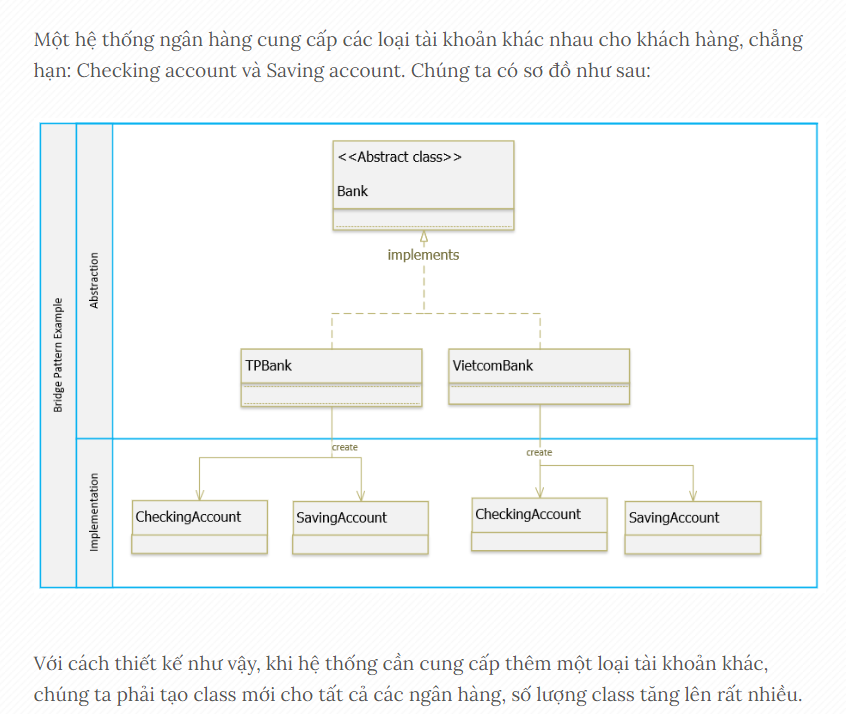 Một hệ thống ngân hàng cung cấp các loại tài khoản khác nhau cho khách hàng, chẳng
hạn: Checking account và Saving account. Chúng ta có sơ đồ như sau:
Bridge Pattern Example
Abstraction
<<Abstract class>>
Bank
implements
TPBank
VietcomBank
Implementation
create
create
CheckingAccount
SavingAccount
CheckingAccount
SavingAccount
Với cách thiết kế như vậy, khi hệ thống cần cung cấp thêm một loại tài khoản khác,
chúng ta phải tạo class mới cho tất cả các ngân hàng, số lượng class tăng lên rất nhiều.